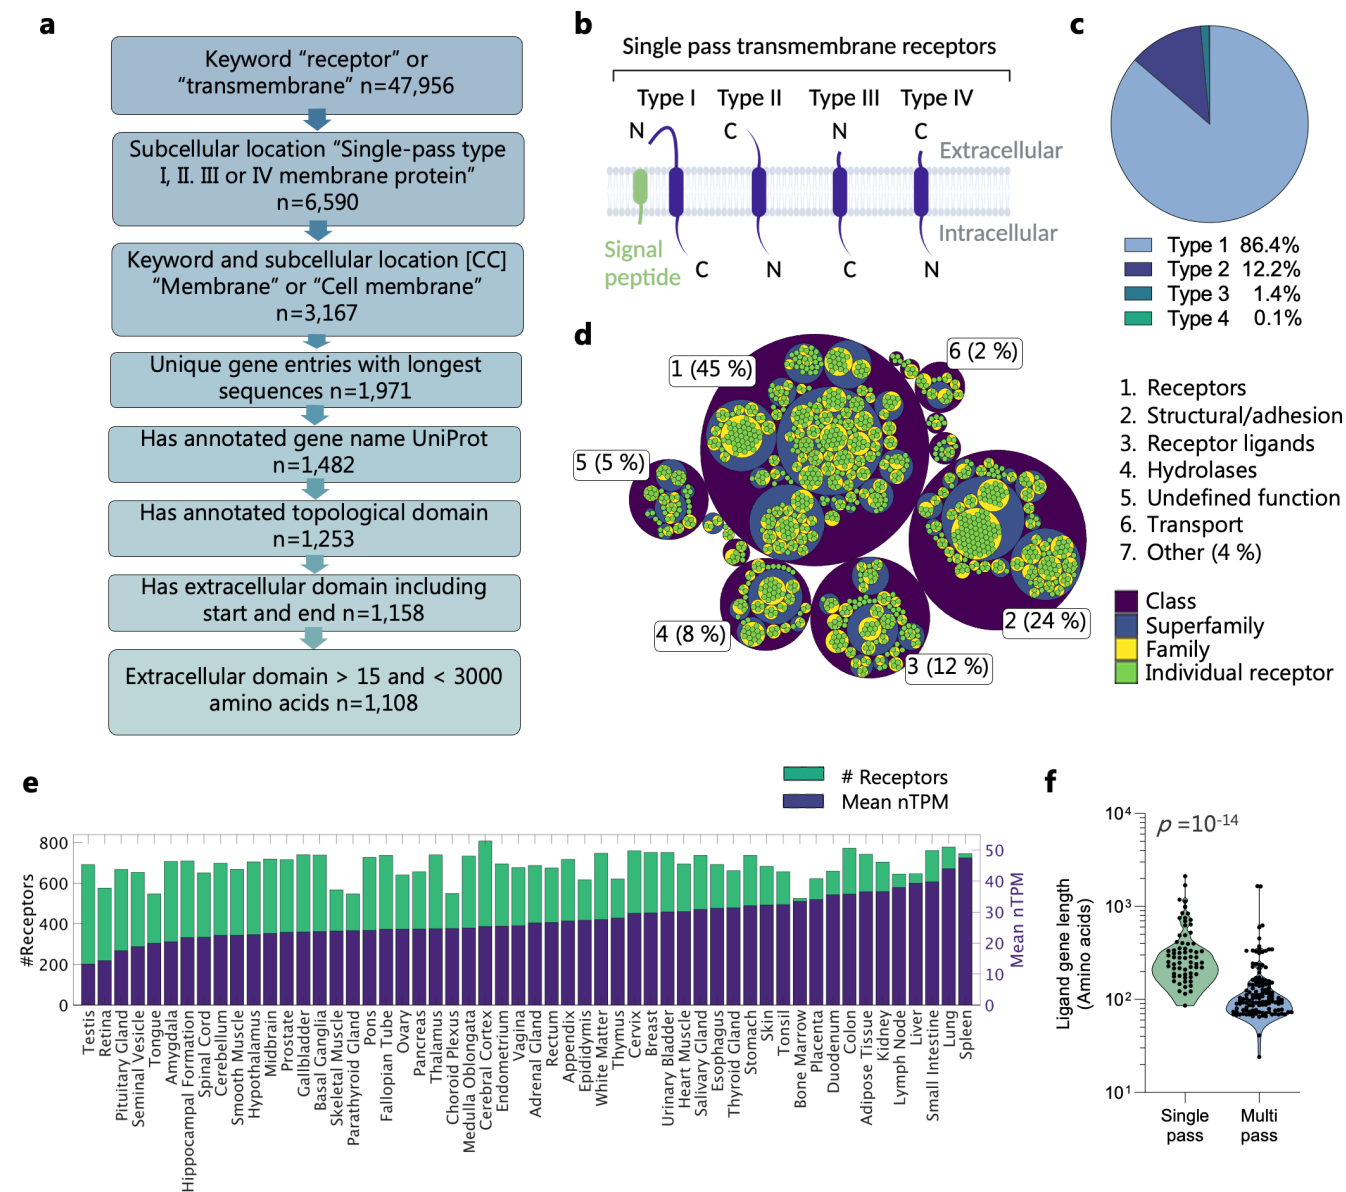 a
Keyword “receptor” or
“transmembrane” n=47,956
Subcellular location “Single-pass type
I, II. III or IV membrane protein”
n=6,590
Keyword and subcellular location [CC]
“Membrane” or “Cell membrane”
n=3,167
Unique gene entries with longest
sequences n=1,971
Has annotated gene name UniProt
n=1,482
Has annotated topological domain
n=1,253
Has extracellular domain including
start and end n=1,158
Extracellular domain > 15 and < 3000
amino acids n=1,108
b
Single pass transmembrane receptors
Type I Type II Type III Type IV
N C N C
Extracellular
Intracellular
Signal
peptide
C N C N
c
Type 1 86.4%
Type 2 12.2%
Type 3 1.4%
Type 4 0.1%
d
1 (45 %)
6 (2 %)
5 (5 %)
4 (8 %)
3 (12 %)
2 (24 %)
1. Receptors
2. Structural/adhesion
3. Receptor ligands
4. Hydrolases
5. Undefined function
6. Transport
7. Other (4 %)
Class
Superfamily
Family
Individual receptor
e
# Receptors
Mean nTPM
#Receptors
800
600
400
200
0
50
40
30
20
10
0
Mean nTPM
Testis
Retina
Pituitary Gland
Seminal Vesicle
Tongue
Amygdala
Hippocampal Formation
Spinal Cord
Cerebellum
Smooth Muscle
Hypothalamus
Midbrain
Prostate
Gallbladder
Basal Ganglia
Skeletal Muscle
Parathyroid Gland
Pons
Fallopian Tube
Ovary
Pancreas
Thalamus
Choroid Plexus
Medulla Oblongata
Cerebral Cortex
Endometrium
Vagina
Adrenal Gland
Rectum
Appendix
Epididymis
White Matter
Thymus
Cervix
Breast
Urinary Bladder
Heart Muscle
Salivary Gland
Esophagus
Thyroid Gland
Stomach
Skin
Tonsil
Bone Marrow
Placenta
Duodenum
Colon
Adipose Tissue
Kidney
Lymph Node
Liver
Small Intestine
Lung
Spleen
f
p =10⁻¹⁴
Ligand gene length
(Amino acids)
10⁴
10³
10²
10¹
Single
pass
Multi
pass